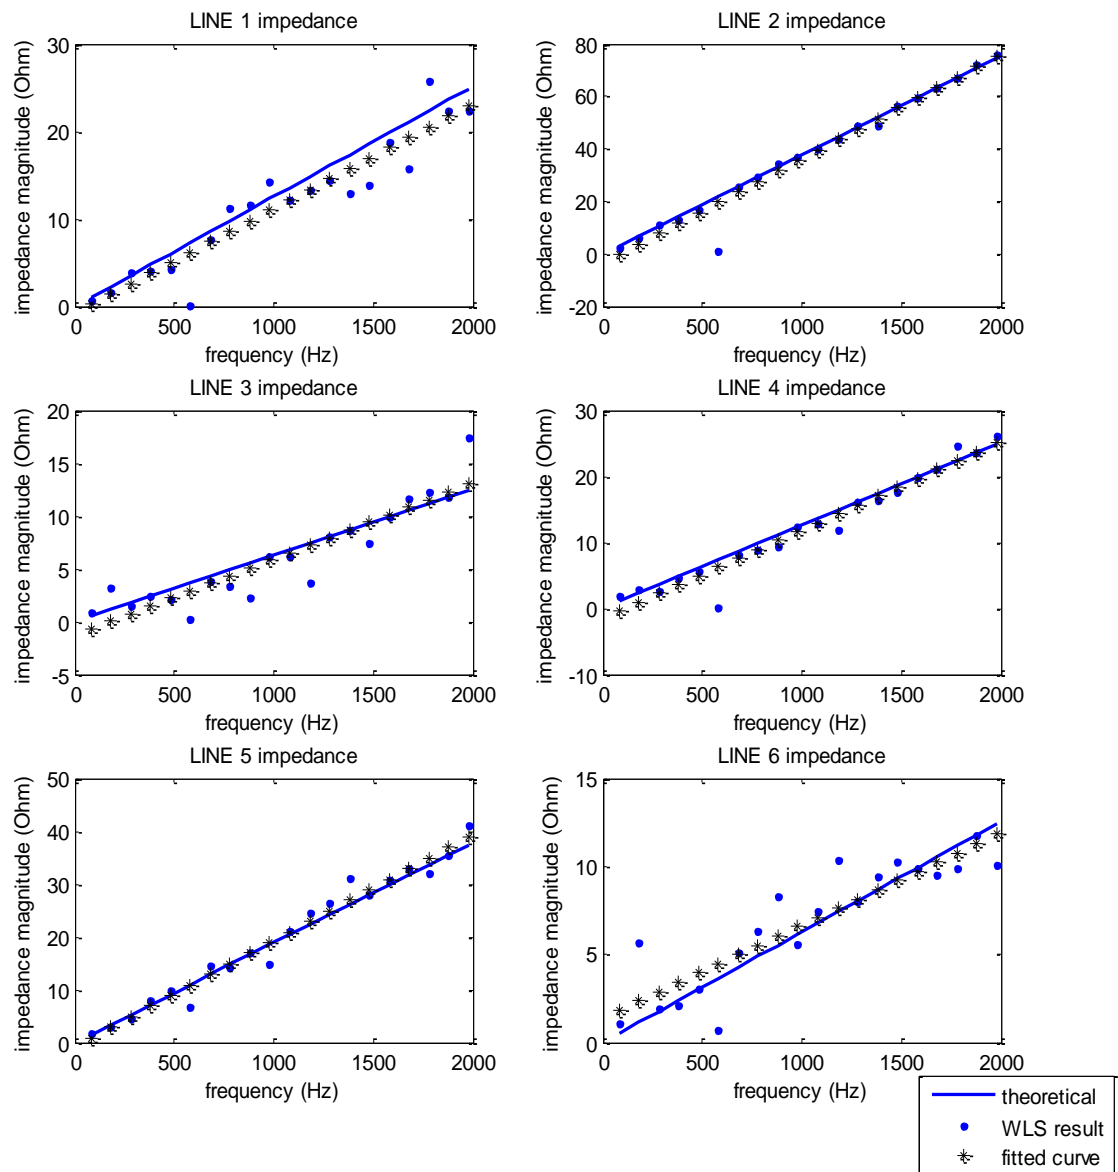 LINE 1 impedance
impedance magnitude (Ohm)
30
20
10
0
0
500
1000
1500
2000
frequency (Hz)
LINE 2 impedance
impedance magnitude (Ohm)
80
60
40
20
0
-20
0
500
1000
1500
2000
frequency (Hz)
LINE 3 impedance
impedance magnitude (Ohm)
20
15
10
5
0
-5
0
500
1000
1500
2000
frequency (Hz)
LINE 4 impedance
impedance magnitude (Ohm)
30
20
10
0
-10
0
500
1000
1500
2000
frequency (Hz)
LINE 5 impedance
impedance magnitude (Ohm)
50
40
30
20
10
0
0
500
1000
1500
2000
frequency (Hz)
LINE 6 impedance
impedance magnitude (Ohm)
15
10
5
0
0
500
1000
1500
2000
frequency (Hz)
theoretical
WLS result
fitted curve